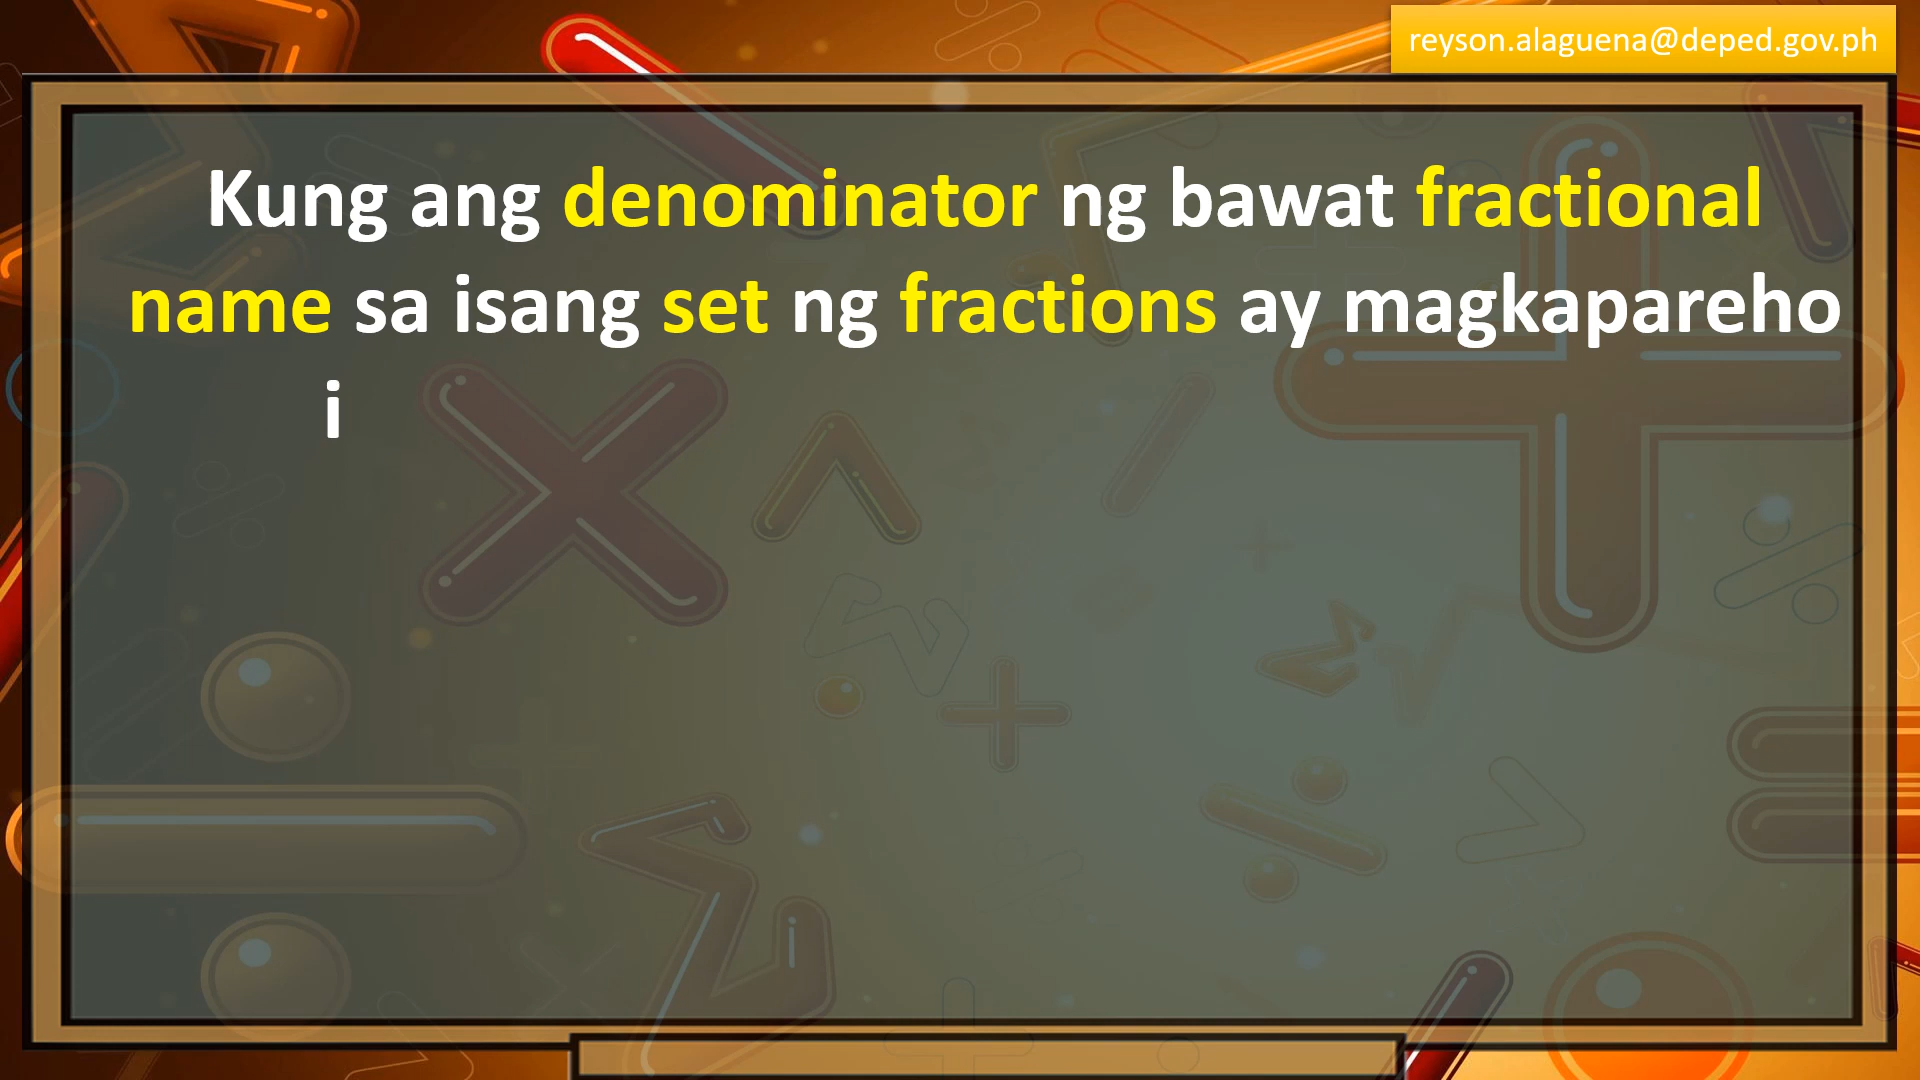 reyson.alaguena@deped.gov.ph
Kung ang denominator ng bawat fractional
name sa isang set ng fractions ay magkapareho
i